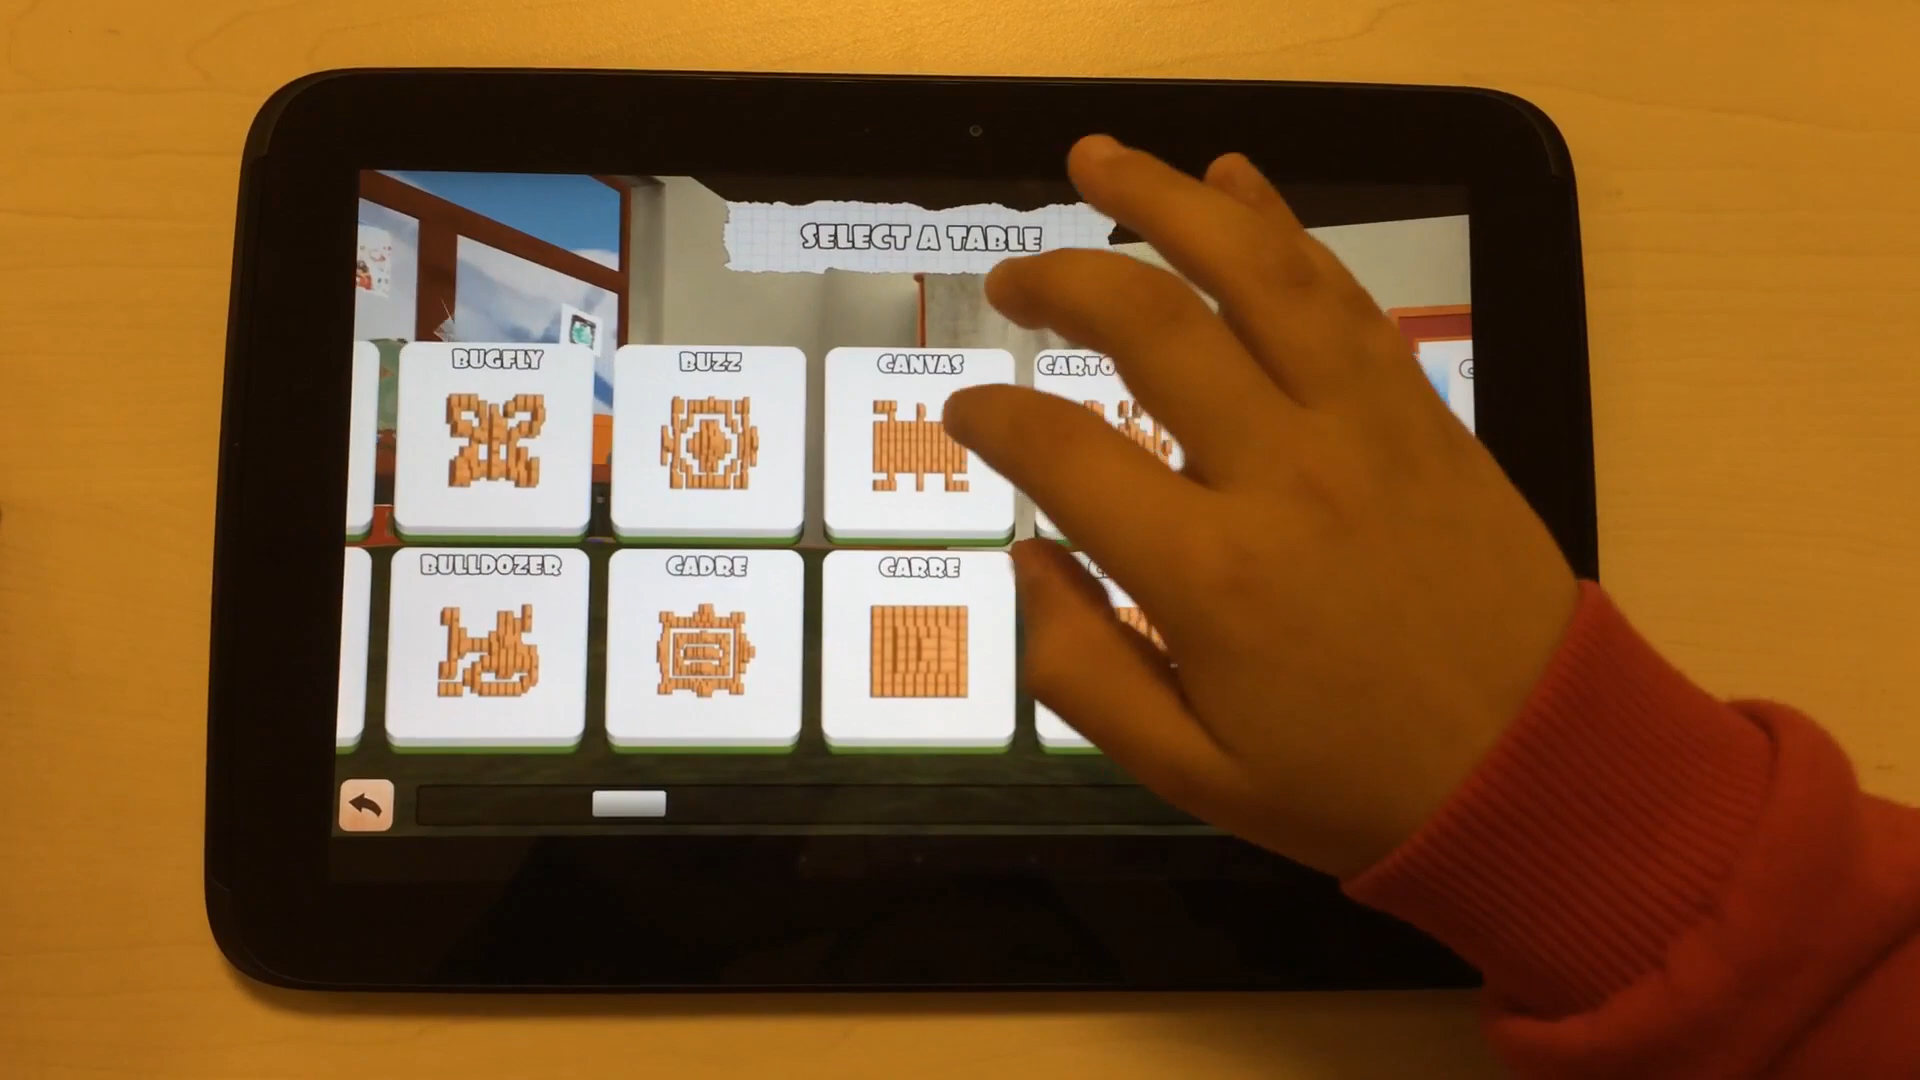 SELECT A TABLE
BUGFLY
BUZZ
CANVAS
BULLDOZER
CADRE
CARRE